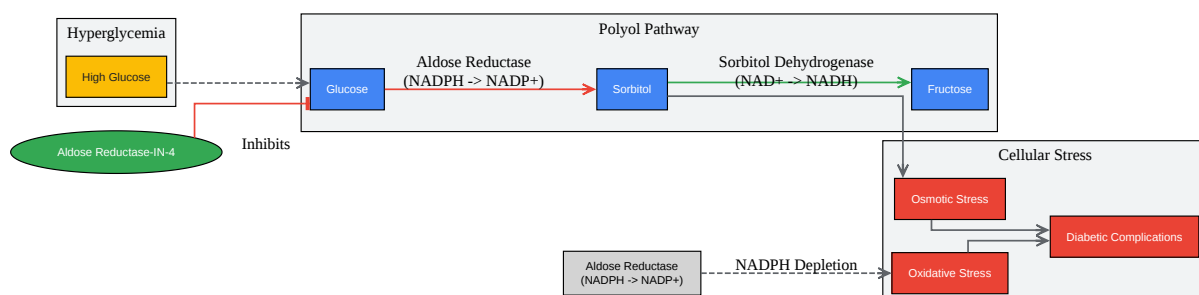 Hyperglycemia
High Glucose
Polyol Pathway
Glucose
Aldose Reductase
(NADPH -> NADP+)
Sorbitol
Sorbitol Dehydrogenase
(NAD+ -> NADH)
Fructose
Aldose Reductase-IN-4
Inhibits
Cellular Stress
Osmotic Stress
Diabetic Complications
Aldose Reductase
(NADPH -> NADP+)
NADPH Depletion
Oxidative Stress